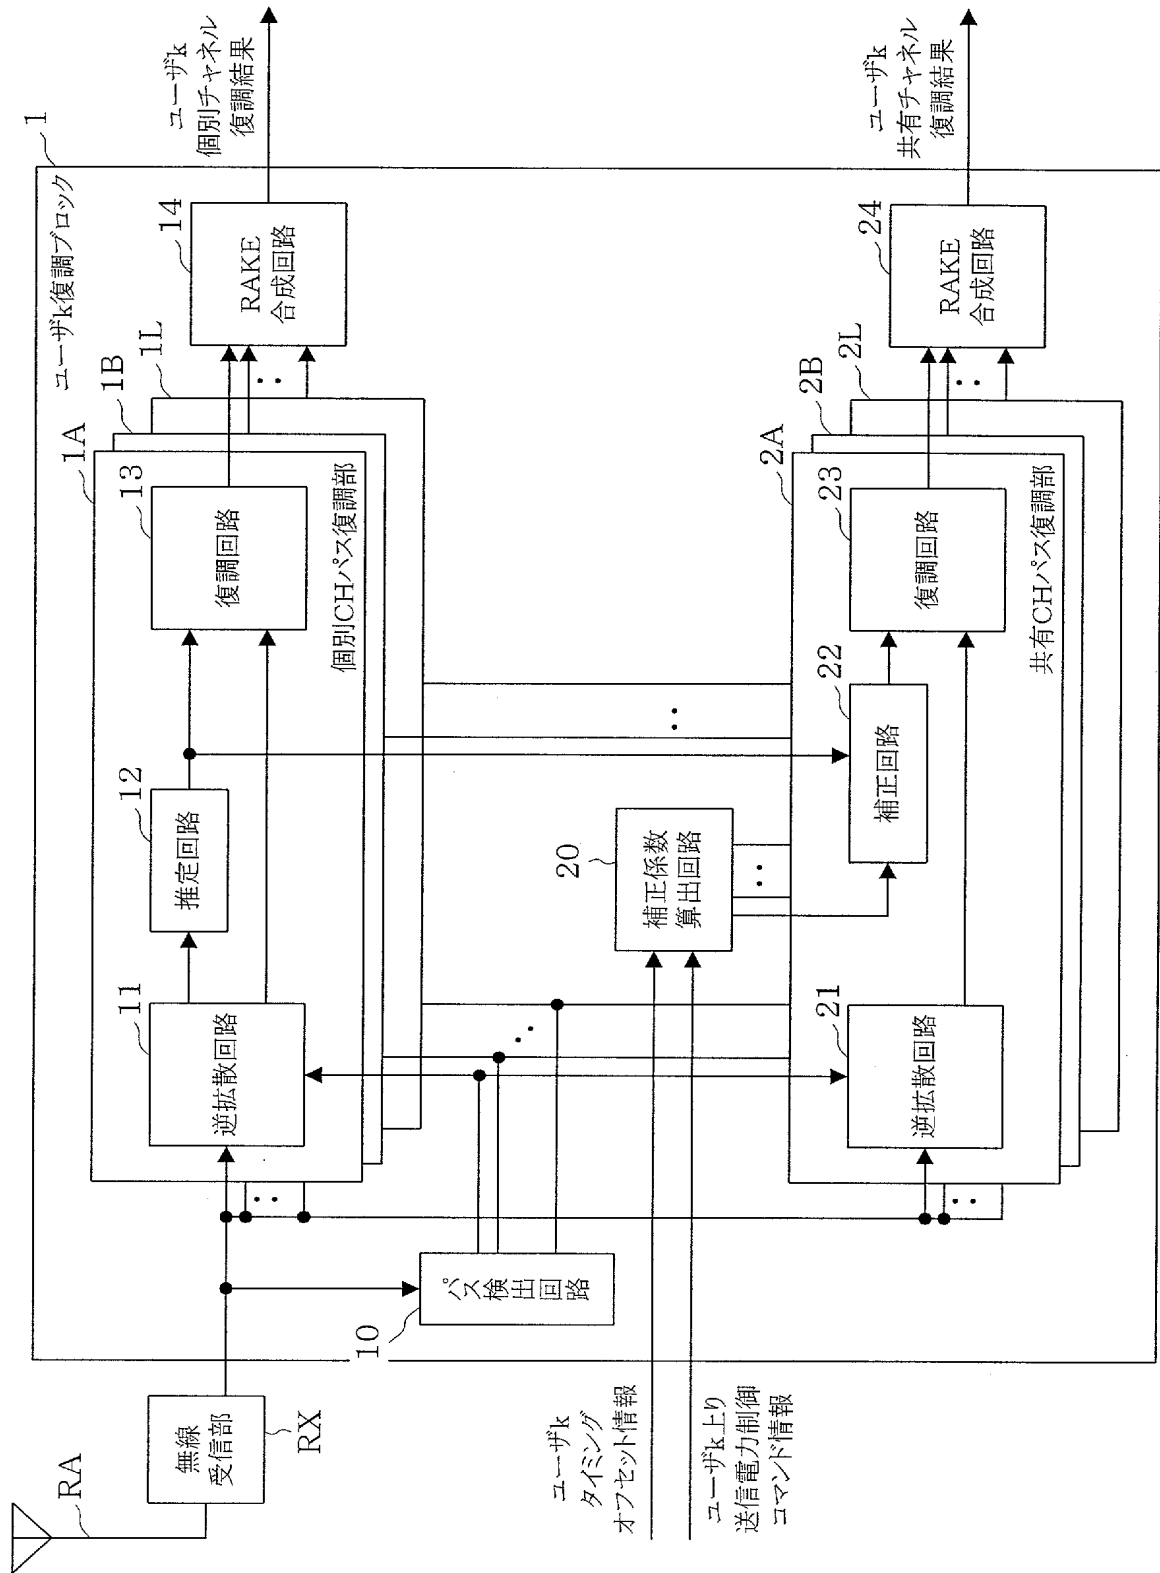 ユーザk復調ブロック
1
1A
1B
1L
個別CHパス復調部
11
逆拡散回路
12
推定回路
13
復調回路
14
RAKE
合成回路
ユーザk
個別チャネル
復調結果
RA
無線
受信部
RX
10
パス検出回路
20
補正係数
算出回路
ユーザk
タイミング
オフセット情報
ユーザk上り
送信電力制御
コマンド情報
2A
2B
2L
共有CHパス復調部
21
逆拡散回路
22
補正回路
23
復調回路
24
RAKE
合成回路
ユーザk
共有チャネル
復調結果